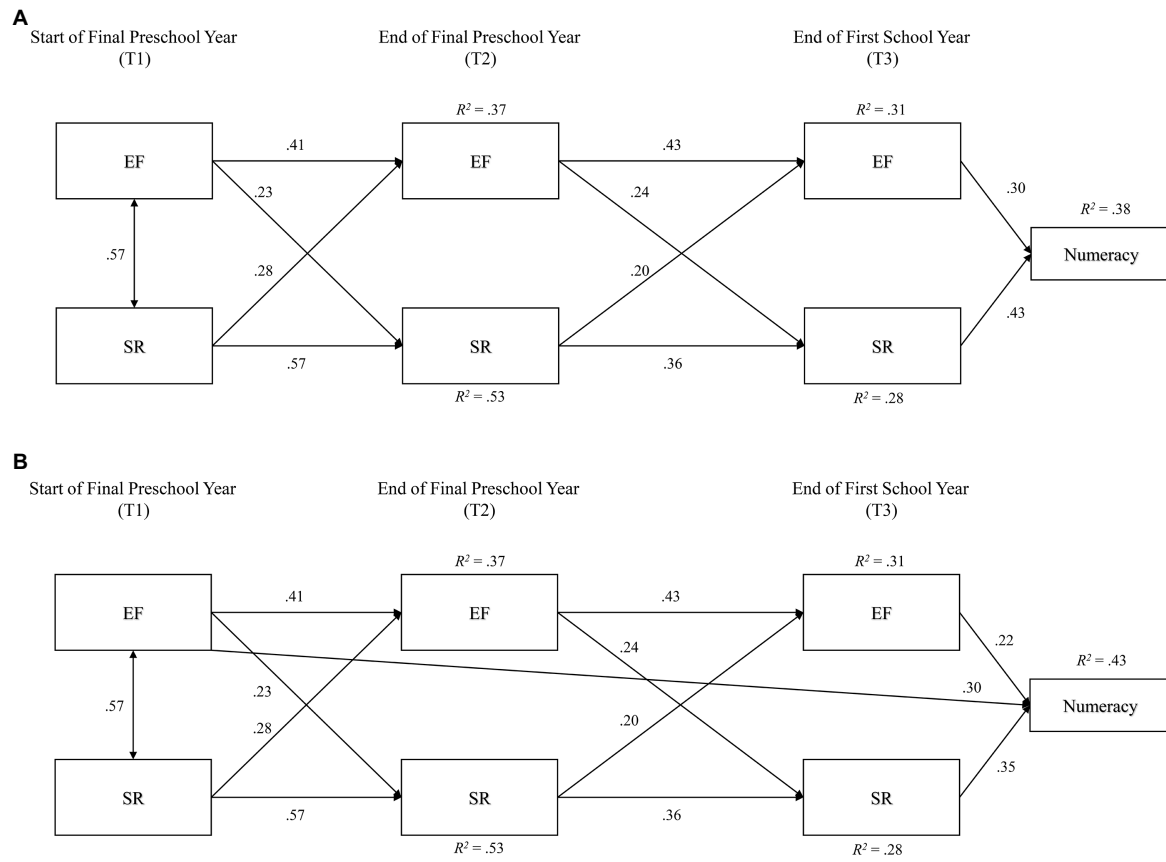 A
Start of Final Preschool Year
(T1)
End of Final Preschool Year
(T2)
End of First School Year
(T3)
R² = .37
R² = .31
EF
.41
EF
.43
EF
.23
.24
.30
R² = .38
.57
Numeracy
.28
.20
.43
SR
.57
SR
.36
SR
R² = .53
R² = .28
B
Start of Final Preschool Year
(T1)
End of Final Preschool Year
(T2)
End of First School Year
(T3)
R² = .37
R² = .31
EF
.41
EF
.43
EF
.24
.22
R² = .43
.23
.30
.57
Numeracy
.28
.20
.35
SR
.57
SR
.36
SR
R² = .53
R² = .28